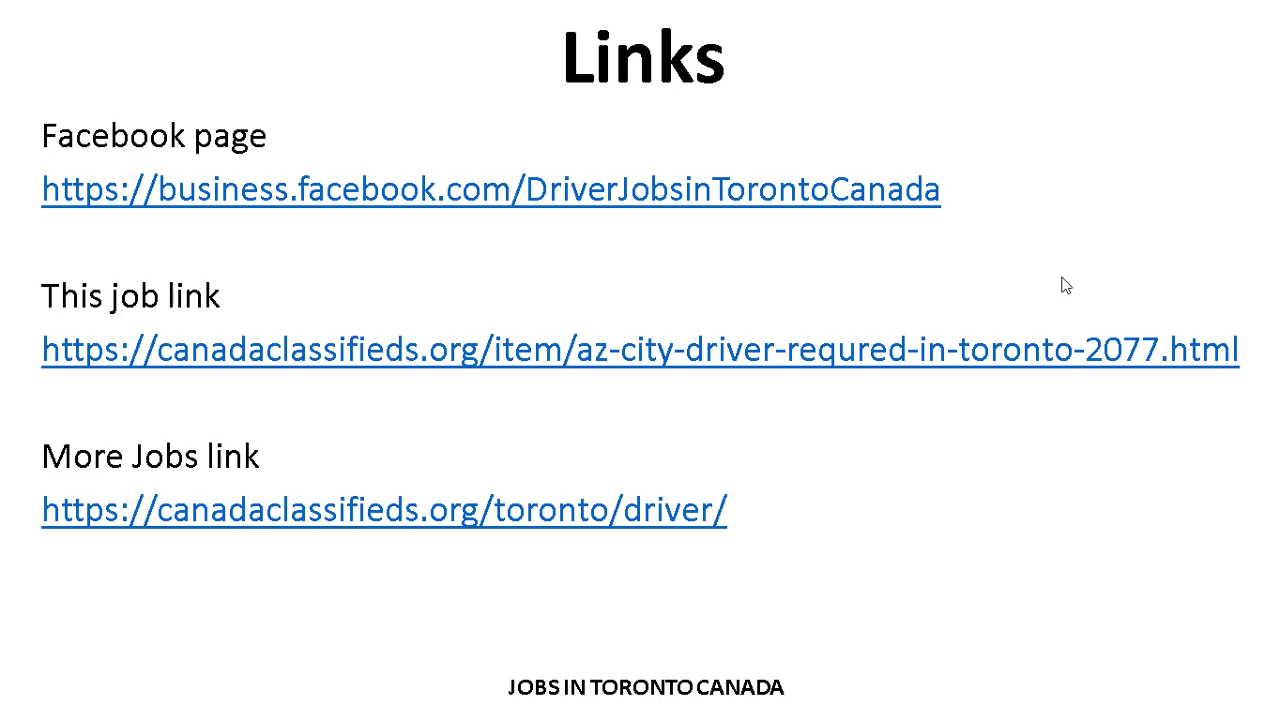 Links
Facebook page
https://business.facebook.com/DriverJobsinTorontoCanada
This job link
https://canadaclassifieds.org/item/az-city-driver-requred-in-toronto-2077.html
More Jobs link
https://canadaclassifieds.org/toronto/driver/
JOBS IN TORONTO CANADA